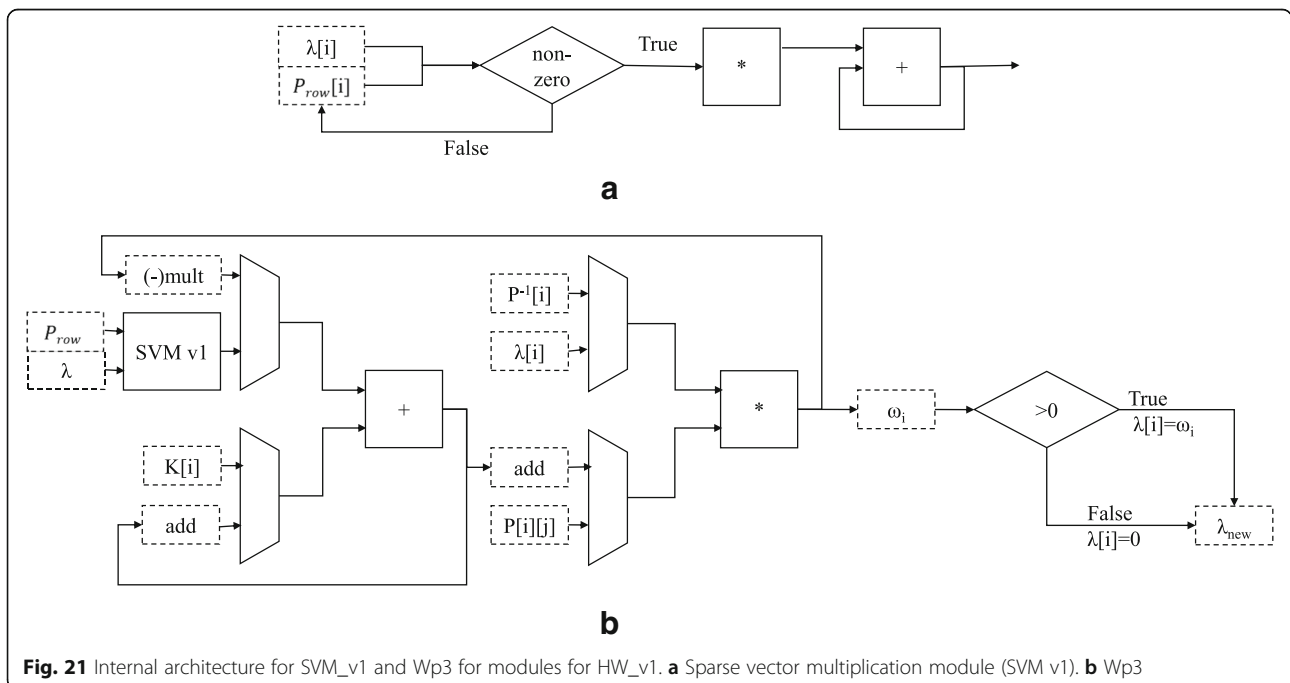 λ[i]
P_row[i]
non-
zero
True
False
*
+
a
(-)mult
P_row
λ
SVM v1
K[i]
add
+
P⁻¹[i]
λ[i]
add
P[i][j]
*
ω_i
>0
True
λ[i]=ω_i
False
λ[i]=0
λ_new
b
Fig. 21 Internal architecture for SVM_v1 and Wp3 for modules for HW_v1. a Sparse vector multiplication module (SVM v1). b Wp3